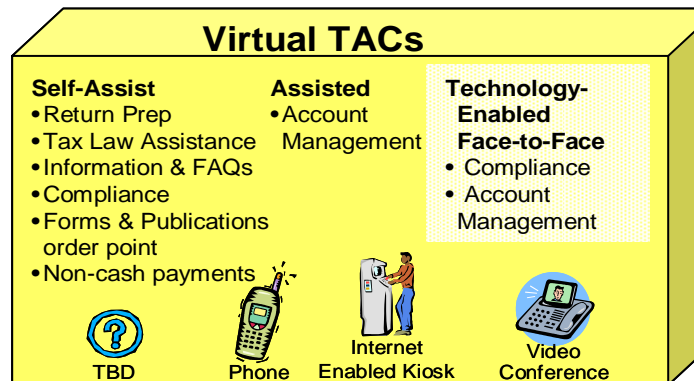 Virtual TACs
Self-Assist
•Return Prep
•Tax Law Assistance
•Information & FAQs
•Compliance
•Forms & Publications
order point
•Non-cash payments
Assisted
•Account
Management
Technology-
Enabled
Face-to-Face
• Compliance
• Account
Management
?
TBD
Phone
Internet
Enabled Kiosk
Video
Conference